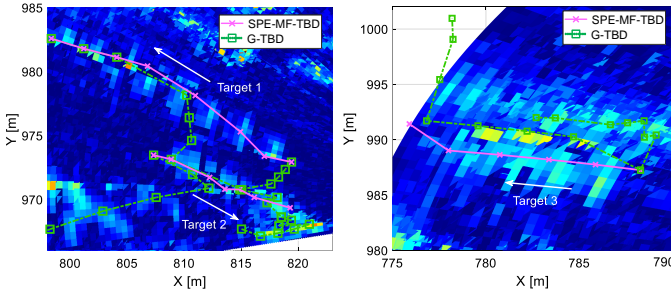 985
980
975
970
Y [m]
800
805
810
815
820
X [m]
SPE-MF-TBD
G-TBD
Target 1
Target 2
1002
995
990
985
980
Y [m]
775
780
785
790
X [m]
SPE-MF-TBD
G-TBD
Target 3